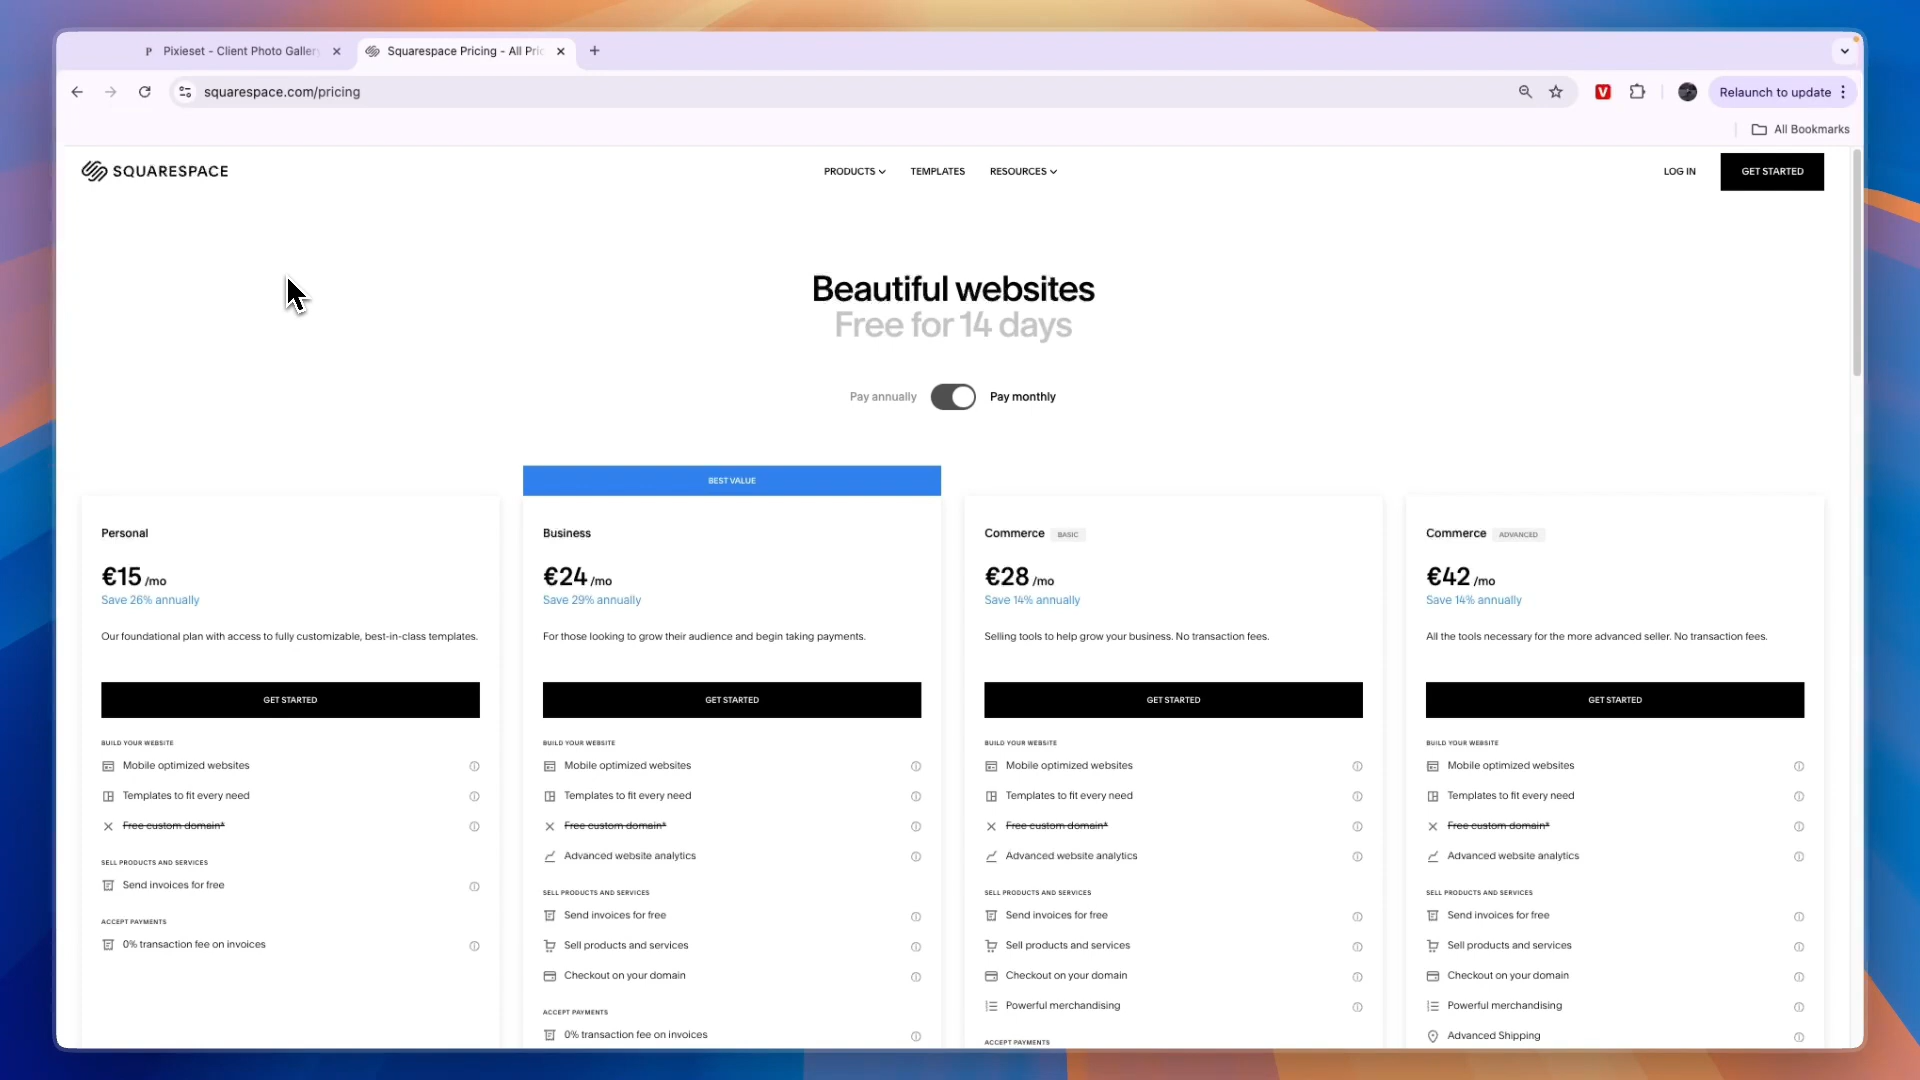 Pixieset - Client Photo Gallery
Squarespace Pricing - All Pric
squarespace.com/pricing
Relaunch to update
All Bookmarks
SQUARESPACE
PRODUCTS
TEMPLATES
RESOURCES
LOG IN
GET STARTED
Beautiful websites
Free for 14 days
Pay annually
Pay monthly
BEST VALUE
Personal
€15 /mo
Save 26% annually
Our foundational plan with access to fully customizable, best-in-class templates.
GET STARTED
BUILD YOUR WEBSITE
Mobile optimized websites
Templates to fit every need
Free custom domain*
SELL PRODUCTS AND SERVICES
Send invoices for free
ACCEPT PAYMENTS
0% transaction fee on invoices
Business
€24 /mo
Save 29% annually
For those looking to grow their audience and begin taking payments.
GET STARTED
BUILD YOUR WEBSITE
Mobile optimized websites
Templates to fit every need
Free custom domain*
Advanced website analytics
SELL PRODUCTS AND SERVICES
Send invoices for free
Sell products and services
Checkout on your domain
ACCEPT PAYMENTS
0% transaction fee on invoices
Commerce BASIC
€28 /mo
Save 14% annually
Selling tools to help grow your business. No transaction fees.
GET STARTED
BUILD YOUR WEBSITE
Mobile optimized websites
Templates to fit every need
Free custom domain*
Advanced website analytics
SELL PRODUCTS AND SERVICES
Send invoices for free
Sell products and services
Checkout on your domain
Powerful merchandising
ACCEPT PAYMENTS
Commerce ADVANCED
€42 /mo
Save 14% annually
All the tools necessary for the more advanced seller. No transaction fees.
GET STARTED
BUILD YOUR WEBSITE
Mobile optimized websites
Templates to fit every need
Free custom domain*
Advanced website analytics
SELL PRODUCTS AND SERVICES
Send invoices for free
Sell products and services
Checkout on your domain
Powerful merchandising
Advanced Shipping